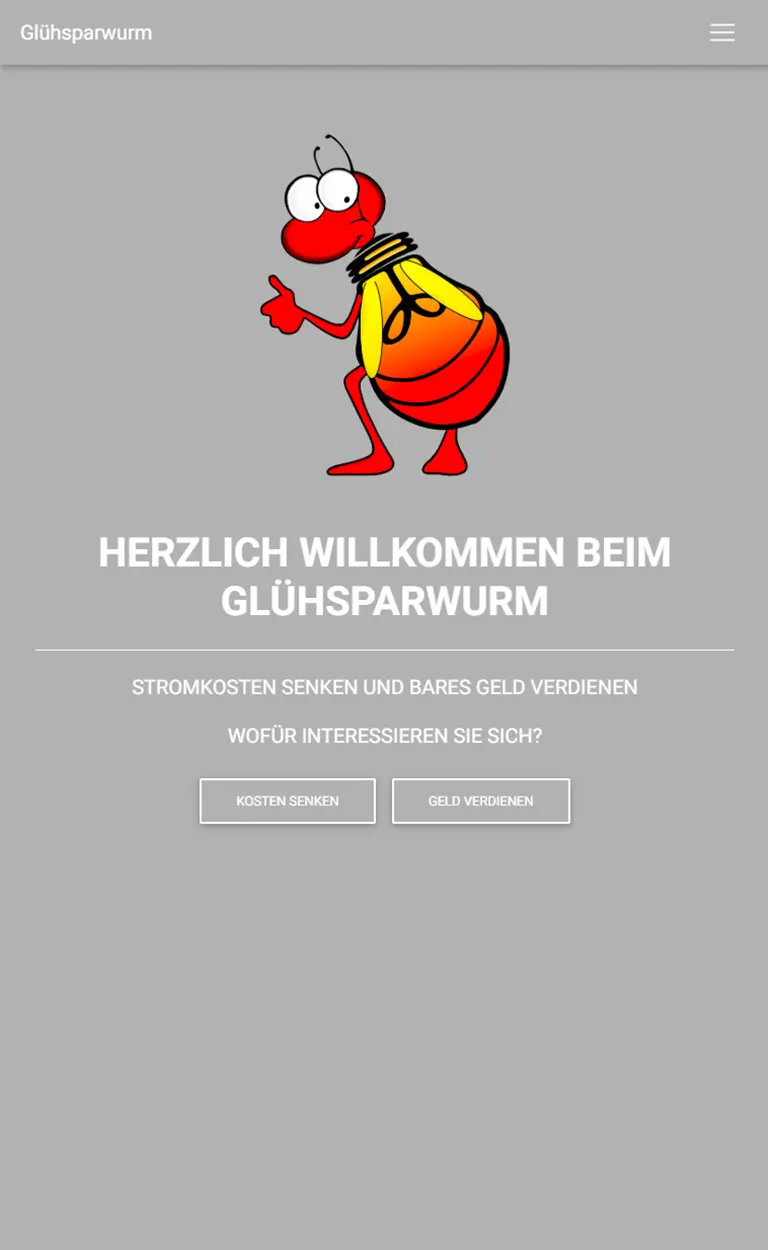 Glühsparwurm
HERZLICH WILLKOMMEN BEIM
GLÜHSPARWURM
STROMKOSTEN SENKEN UND BARES GELD VERDIENEN
WOFÜR INTERESSIEREN SIE SICH?
KOSTEN SENKEN
GELD VERDIENEN